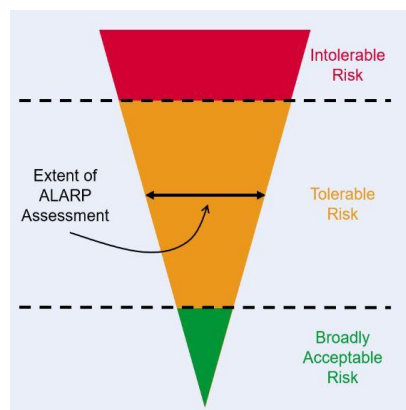 Intolerable
Risk
Extent of
ALARP
Assessment
Tolerable
Risk
Broadly
Acceptable
Risk